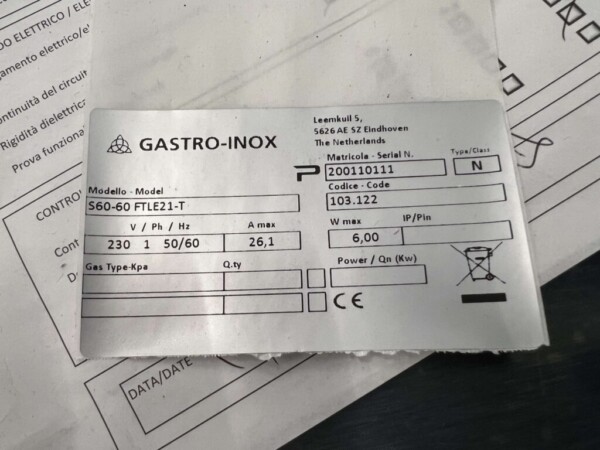 DO ELETTRICO / ELE
amento elettrico/el
ontinuità del circuit
Rigidità dielettric
Prova funziona
CONTRO
Cont
D
DATA/DATE
GASTRO-INOX
Leemkuil 5,
5626 AE SZ Eindhoven
The Netherlands
P
Matricola - Serial N.
Type/Class
200110111
N
Modello - Model
S60-60 FTLE21-T
Codice - Code
103.122
V / Ph / Hz
A max
230 1 50/60
26,1
W max
IP/Pin
6,00
Gas Type-Kpa
Q.ty
Power / Qn (Kw)
CE